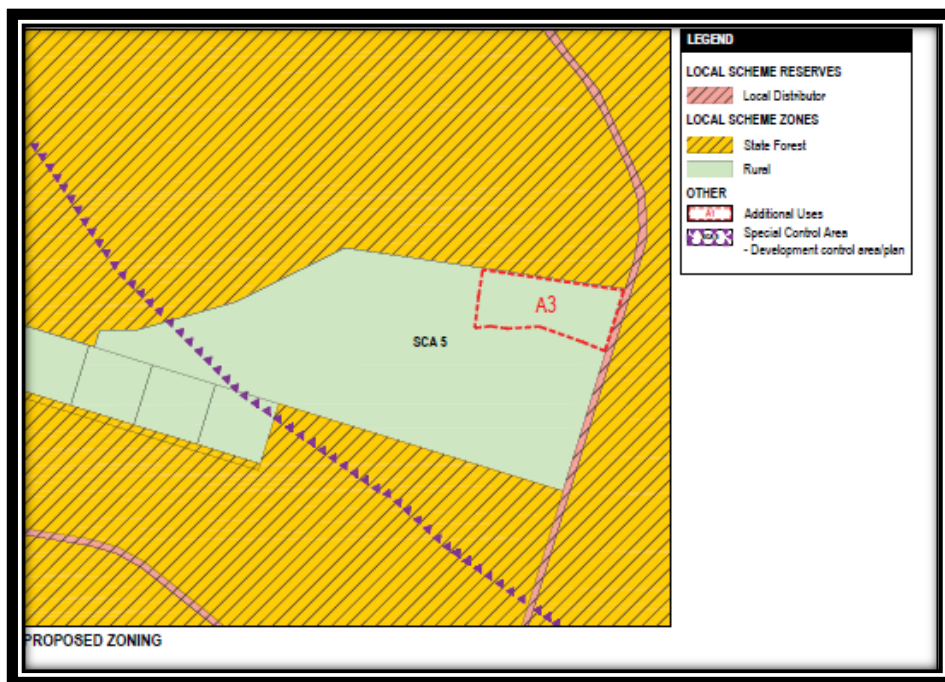 LEGEND
LOCAL SCHEME RESERVES
Local Distributor
LOCAL SCHEME ZONES
State Forest
Rural
OTHER
A1
Additional Uses
Special Control Area
- Development control area/plan
A3
SCA 5
PROPOSED ZONING